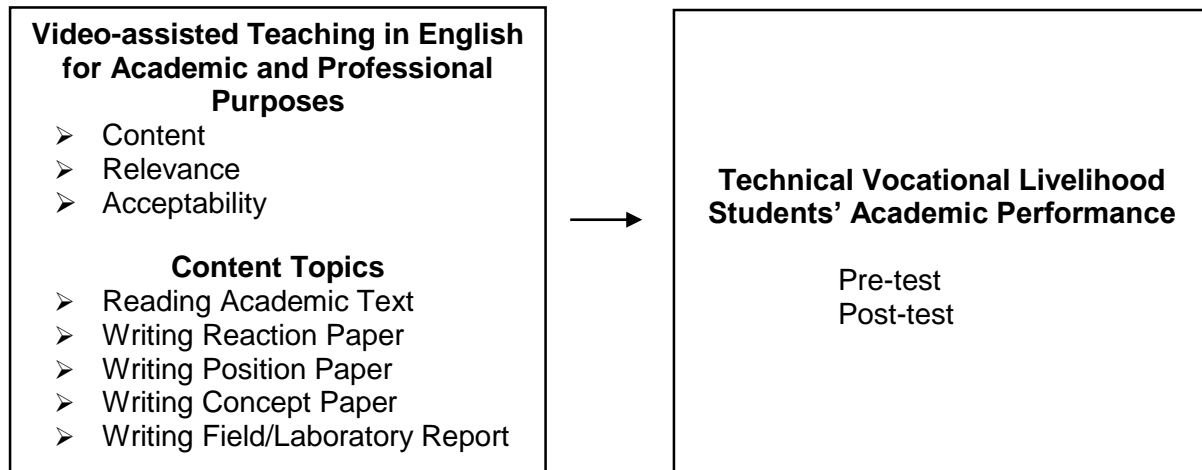 Video-assisted Teaching in English
for Academic and Professional
Purposes
➢ Content
➢ Relevance
➢ Acceptability
Content Topics
➢ Reading Academic Text
➢ Writing Reaction Paper
➢ Writing Position Paper
➢ Writing Concept Paper
➢ Writing Field/Laboratory Report
Technical Vocational Livelihood
Students’ Academic Performance
Pre-test
Post-test